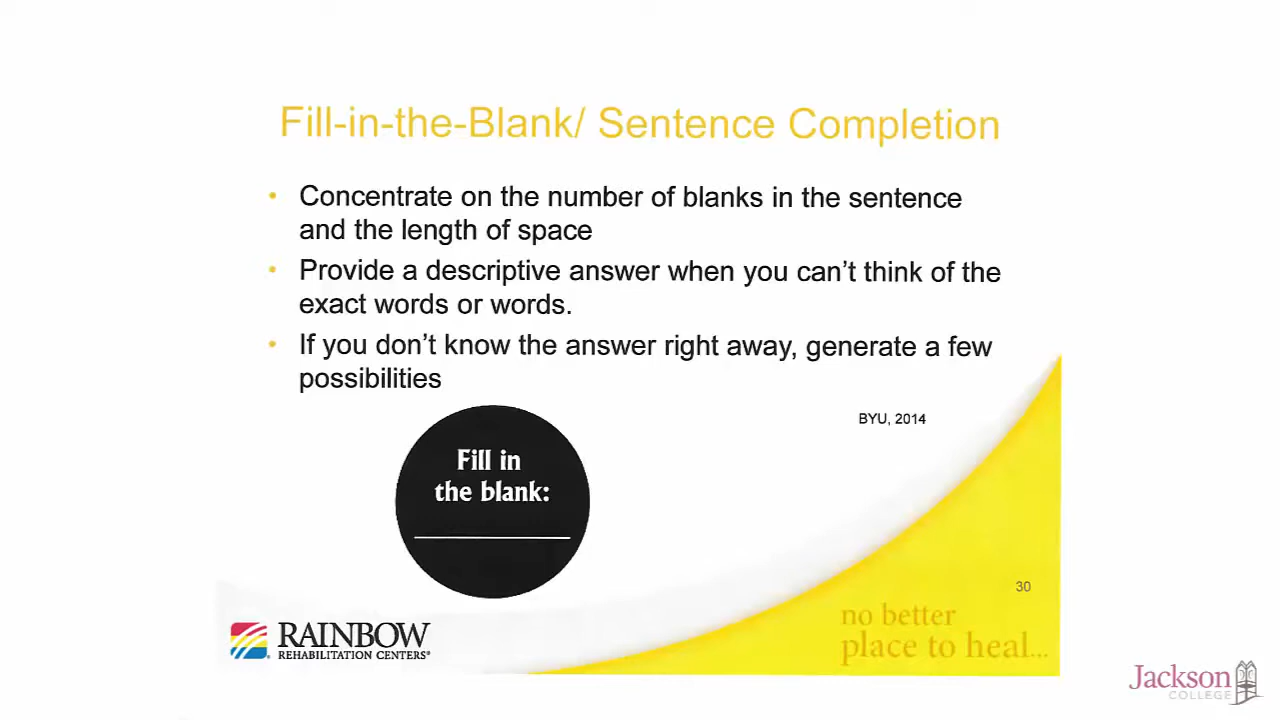 Fill-in-the-Blank/ Sentence Completion
• Concentrate on the number of blanks in the sentence
and the length of space
• Provide a descriptive answer when you can't think of the
exact words or words.
• If you don't know the answer right away, generate a few
possibilities
BYU, 2014
Fill in
the blank:
30
no better
place to heal...
RAINBOW
REHABILITATION CENTERS®
Jackson
COLLEGE